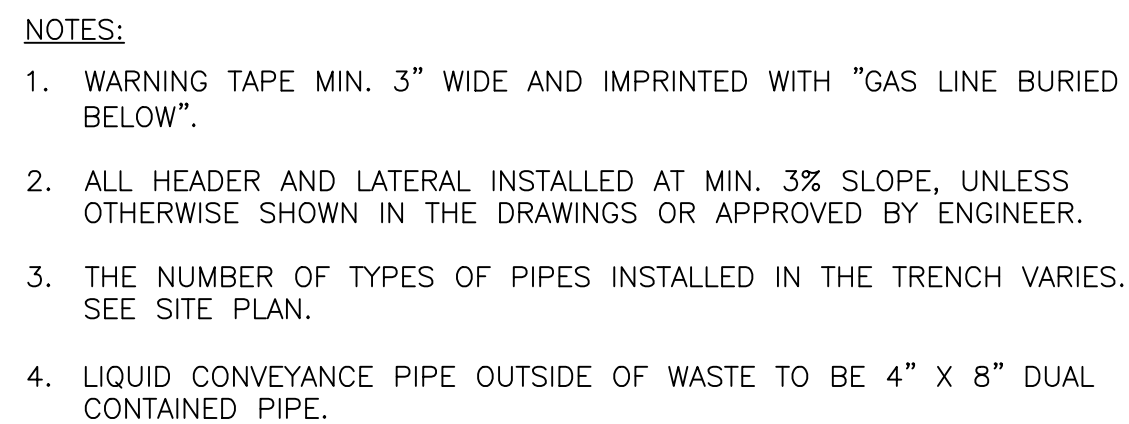 NOTES:
1. WARNING TAPE MIN. 3” WIDE AND IMPRINTED WITH ”GAS LINE BURIED
BELOW”.
2. ALL HEADER AND LATERAL INSTALLED AT MIN. 3% SLOPE, UNLESS
OTHERWISE SHOWN IN THE DRAWINGS OR APPROVED BY ENGINEER.
3. THE NUMBER OF TYPES OF PIPES INSTALLED IN THE TRENCH VARIES.
SEE SITE PLAN.
4. LIQUID CONVEYANCE PIPE OUTSIDE OF WASTE TO BE 4” X 8” DUAL
CONTAINED PIPE.